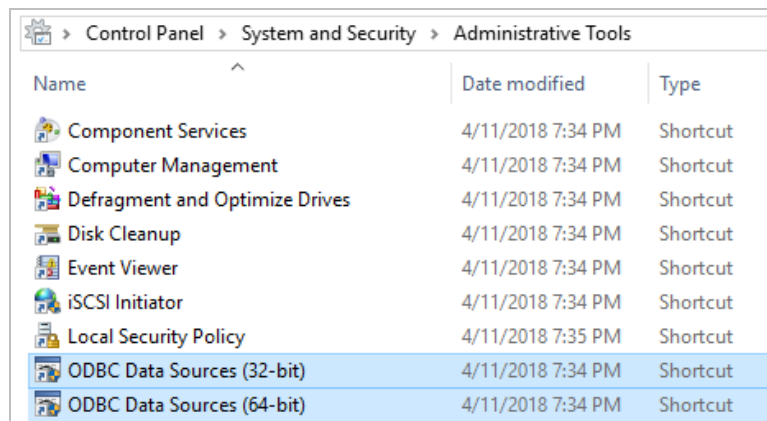 Control Panel > System and Security > Administrative Tools
Name Date modified Type
Component Services 4/11/2018 7:34 PM Shortcut
Computer Management 4/11/2018 7:34 PM Shortcut
Defragment and Optimize Drives 4/11/2018 7:34 PM Shortcut
Disk Cleanup 4/11/2018 7:34 PM Shortcut
Event Viewer 4/11/2018 7:34 PM Shortcut
iSCSI Initiator 4/11/2018 7:34 PM Shortcut
Local Security Policy 4/11/2018 7:35 PM Shortcut
ODBC Data Sources (32-bit) 4/11/2018 7:34 PM Shortcut
ODBC Data Sources (64-bit) 4/11/2018 7:34 PM Shortcut